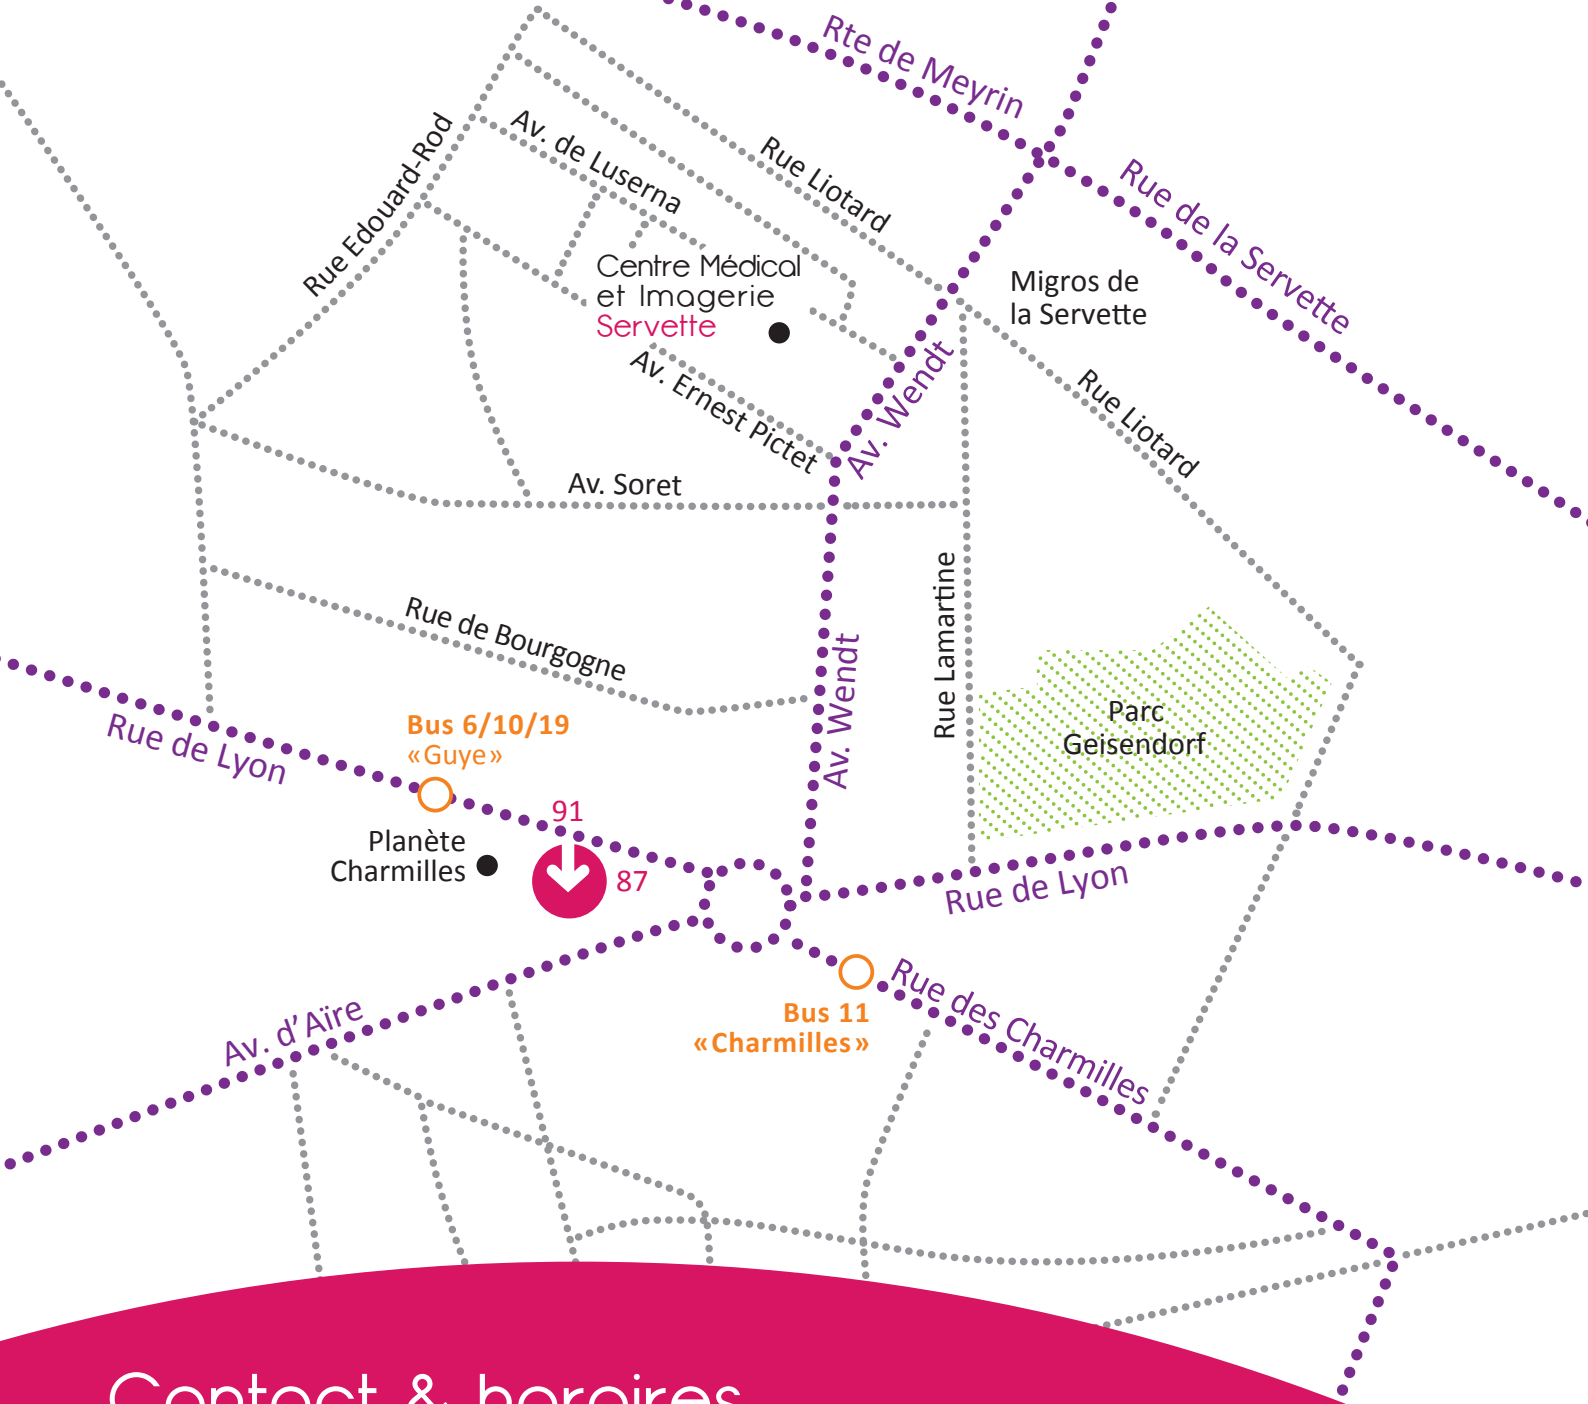 Rte de Meyrin
Rue de la Servette
Rue Edouard-Rod
Av. de Luserna
Rue Liotard
Centre Médical
et Imagerie
Servette
Migros de
la Servette
Av. Ernest Pictet
Av. Wendt
Rue Liotard
Av. Soret
Rue de Bourgogne
Av. Wendt
Rue Lamartine
Parc
Geisendorf
Rue de Lyon
Bus 6/10/19
«Guye»
91
87
Planète
Charmilles
Rue de Lyon
Av. d’Aïre
Bus 11
«Charmilles»
Rue des Charmilles
Contact & horaires